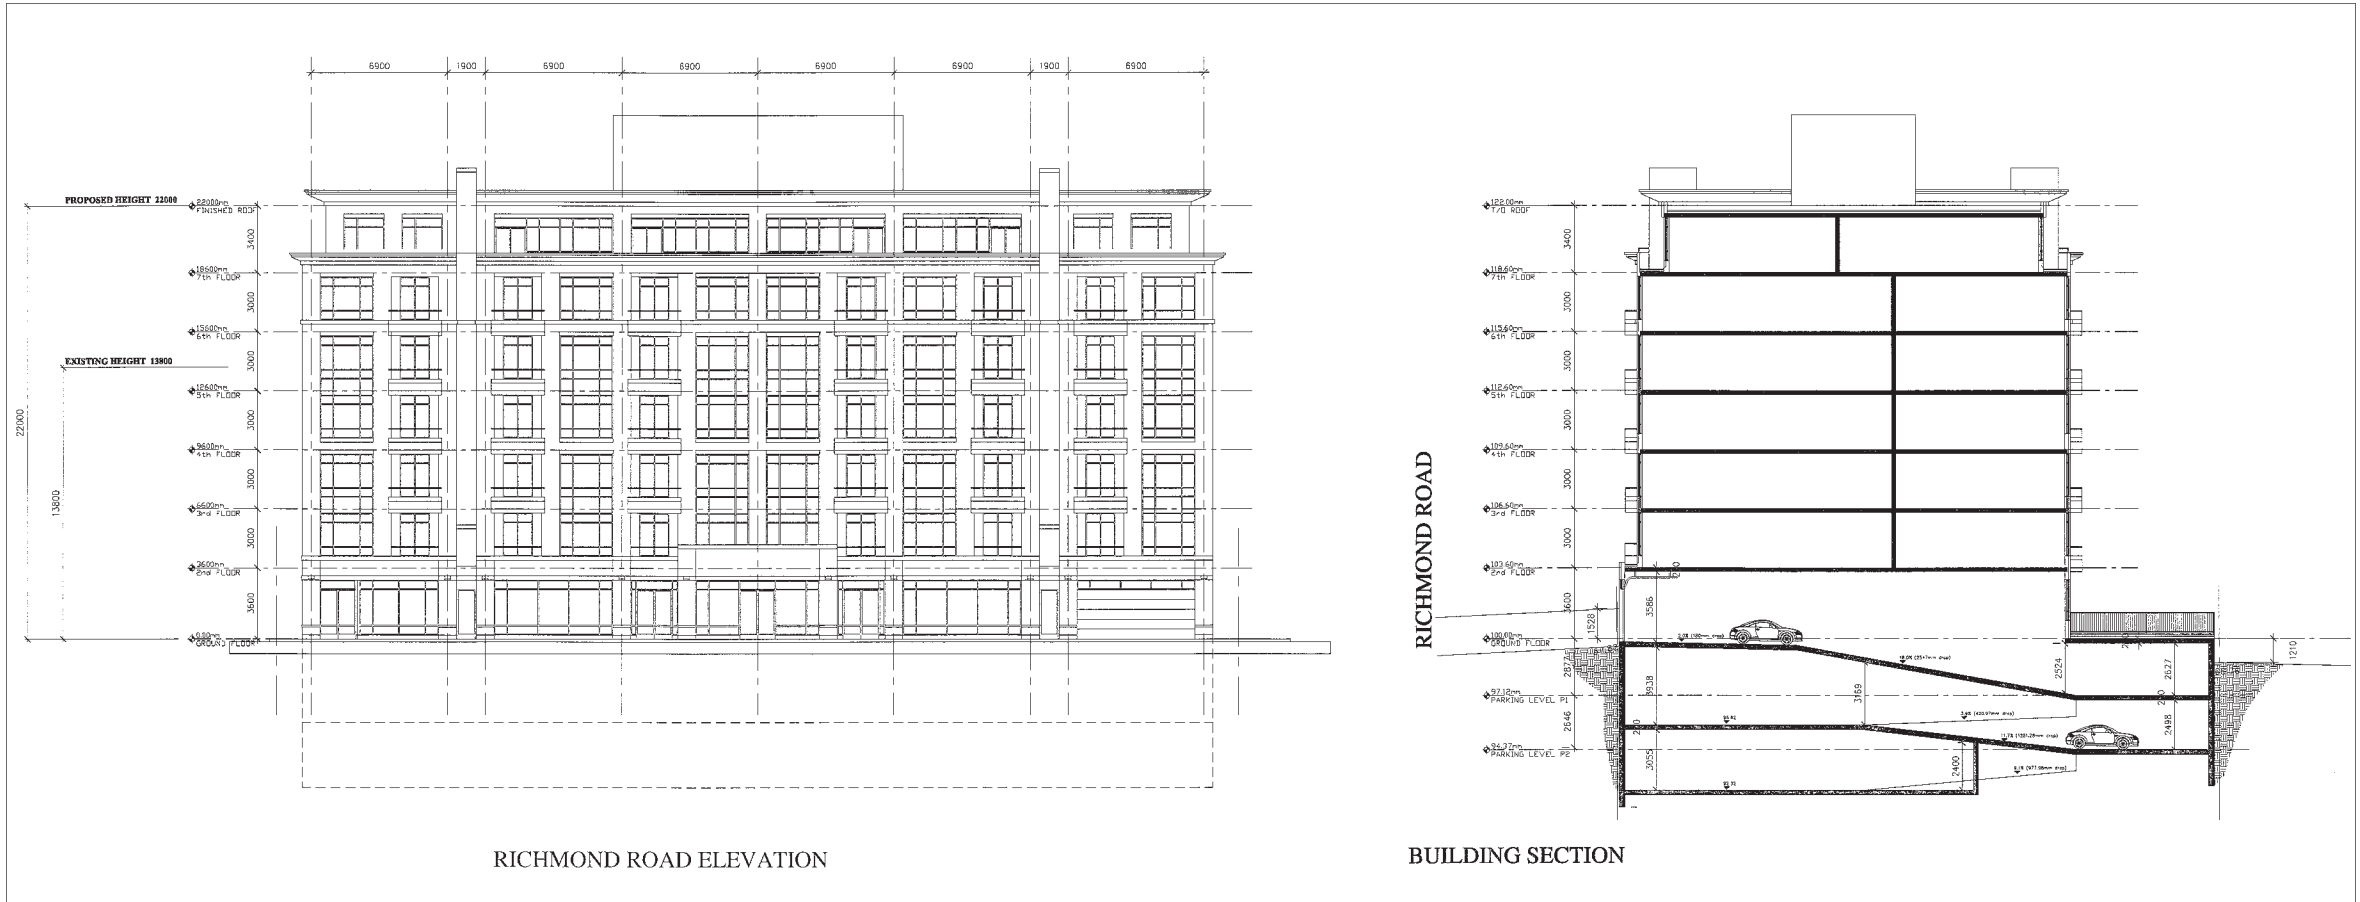 6900 1900 6900 6900 6900 6900 1900 6900
PROPOSED HEIGHT 22000
22000mm
FINISHED ROOF
3400
18600mm
7th FLOOR
3000
15600mm
6th FLOOR
3000
EXISTING HEIGHT 13800
12600mm
5th FLOOR
3000
9600mm
4th FLOOR
3000
6600mm
3rd FLOOR
3000
3600mm
2nd FLOOR
3600
GROUND FLOOR
22000
13800
RICHMOND ROAD ELEVATION
122.00mm
T/O ROOF
3400
118.60mm
7th FLOOR
3000
115.60mm
6th FLOOR
3000
112.60mm
5th FLOOR
3000
109.60mm
4th FLOOR
3000
106.60mm
3rd FLOOR
3000
103.60mm
2nd FLOOR
3600
100.00mm
GROUND FLOOR
2877
97.12mm
PARKING LEVEL P1
2646
94.37mm
PARKING LEVEL P2
RICHMOND ROAD
1528
3586
3938
3055
3159
2400
2524
2627
2498
1210
BUILDING SECTION